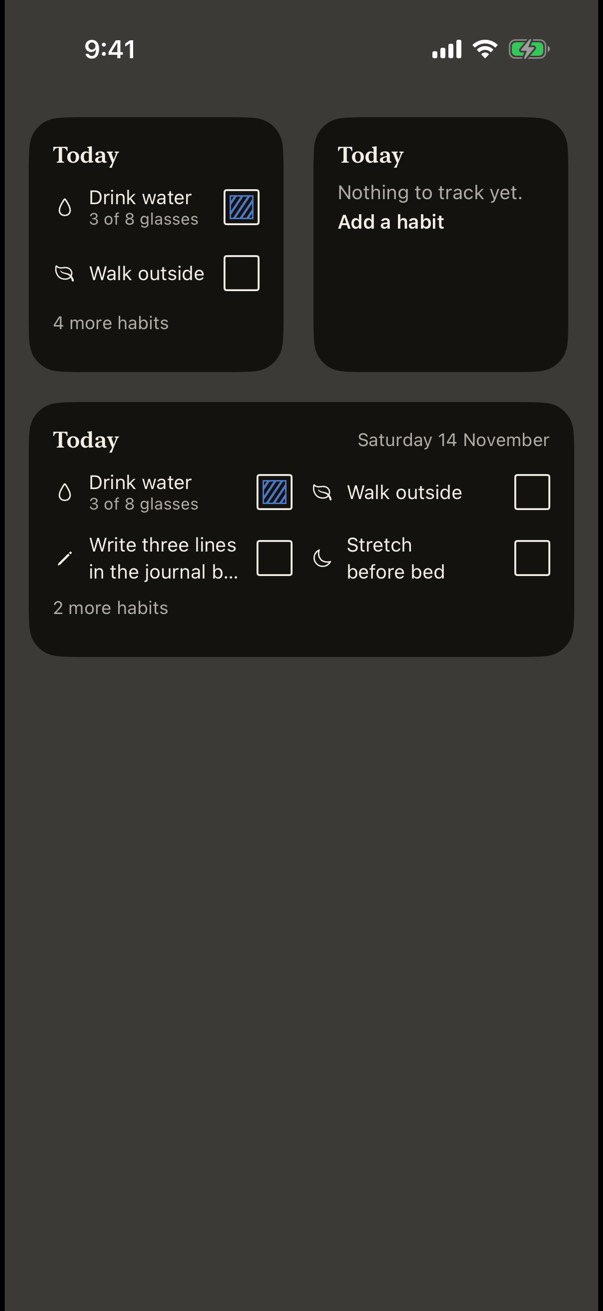 9:41
Today
Drink water
3 of 8 glasses
Walk outside
4 more habits
Today
Nothing to track yet.
Add a habit
Today
Saturday 14 November
Drink water
3 of 8 glasses
Walk outside
Write three lines
in the journal b...
Stretch
before bed
2 more habits